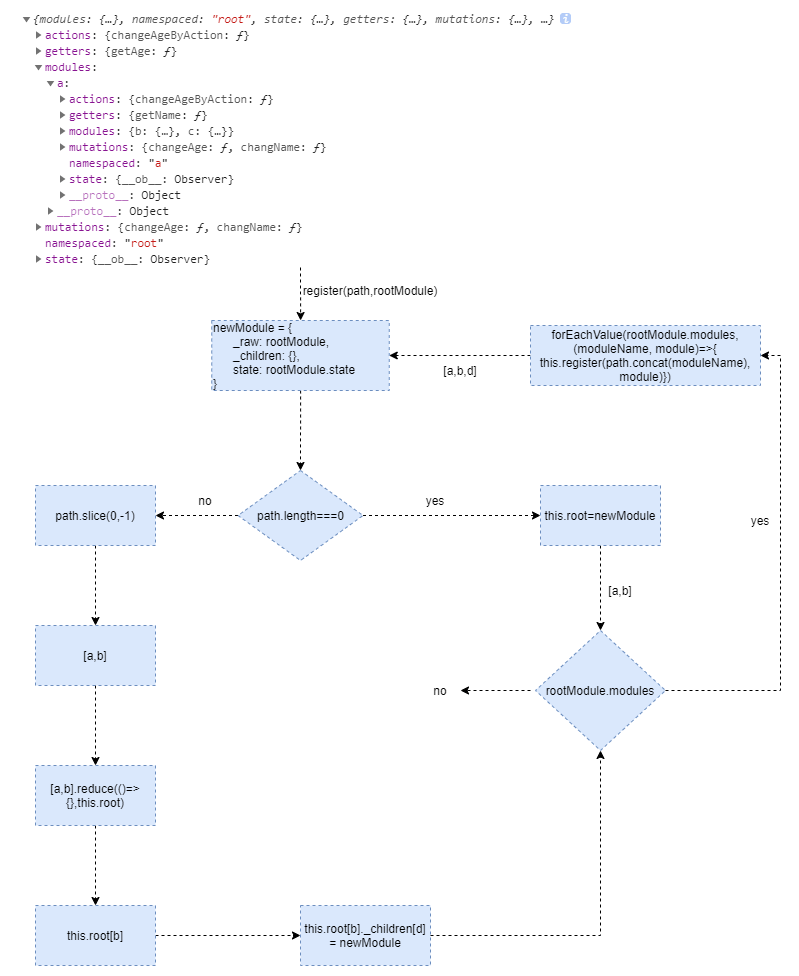 ▼{modules: {…}, namespaced: "root", state: {…}, getters: {…}, mutations: {…}, …} i
▶actions: {changeAgeByAction: ƒ}
▶getters: {getAge: ƒ}
▼modules:
▼a:
▶actions: {changeAgeByAction: ƒ}
▶getters: {getName: ƒ}
▶modules: {b: {…}, c: {…}}
▶mutations: {changeAge: ƒ, changName: ƒ}
namespaced: "a"
▶state: {__ob__: Observer}
▶__proto__: Object
▶__proto__: Object
▶mutations: {changeAge: ƒ, changName: ƒ}
namespaced: "root"
▶state: {__ob__: Observer}
register(path,rootModule)
newModule = {
_raw: rootModule,
_children: {},
state: rootModule.state
}
forEachValue(rootModule.modules,
(moduleName, module)=>{
this.register(path.concat(moduleName),
module)})
[a,b,d]
path.length===0
no
yes
path.slice(0,-1)
this.root=newModule
yes
[a,b]
[a,b]
rootModule.modules
no
[a,b].reduce(()=>
{},this.root)
this.root[b]
this.root[b]._children[d]
= newModule